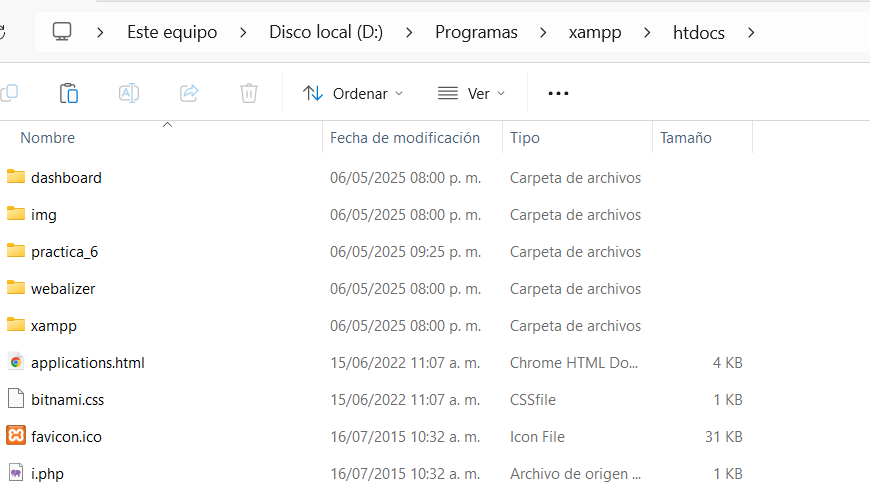 Este equipo > Disco local (D:) > Programas > xampp > htdocs >
Ordenar Ver
Nombre Fecha de modificación Tipo Tamaño
dashboard 06/05/2025 08:00 p. m. Carpeta de archivos
img 06/05/2025 08:00 p. m. Carpeta de archivos
practica_6 06/05/2025 09:25 p. m. Carpeta de archivos
webalizer 06/05/2025 08:00 p. m. Carpeta de archivos
xampp 06/05/2025 08:00 p. m. Carpeta de archivos
applications.html 15/06/2022 11:07 a. m. Chrome HTML Do... 4 KB
bitnami.css 15/06/2022 11:07 a. m. CSSfile 1 KB
favicon.ico 16/07/2015 10:32 a. m. Icon File 31 KB
i.php 16/07/2015 10:32 a. m. Archivo de origen ... 1 KB